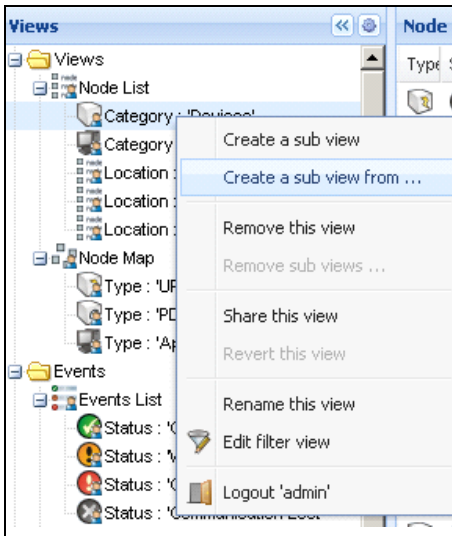 Views
Node
Views
Type
Node List
Category : 'Devices'
Category
Location :
Location :
Location :
Node Map
Type : 'UP
Type : 'PD
Type : 'Ap
Events
Events List
Status :
Status :
Status :
Status : 'Communication Lost'
Create a sub view
Create a sub view from ...
Remove this view
Remove sub views ...
Share this view
Revert this view
Rename this view
Edit filter view
Logout 'admin'